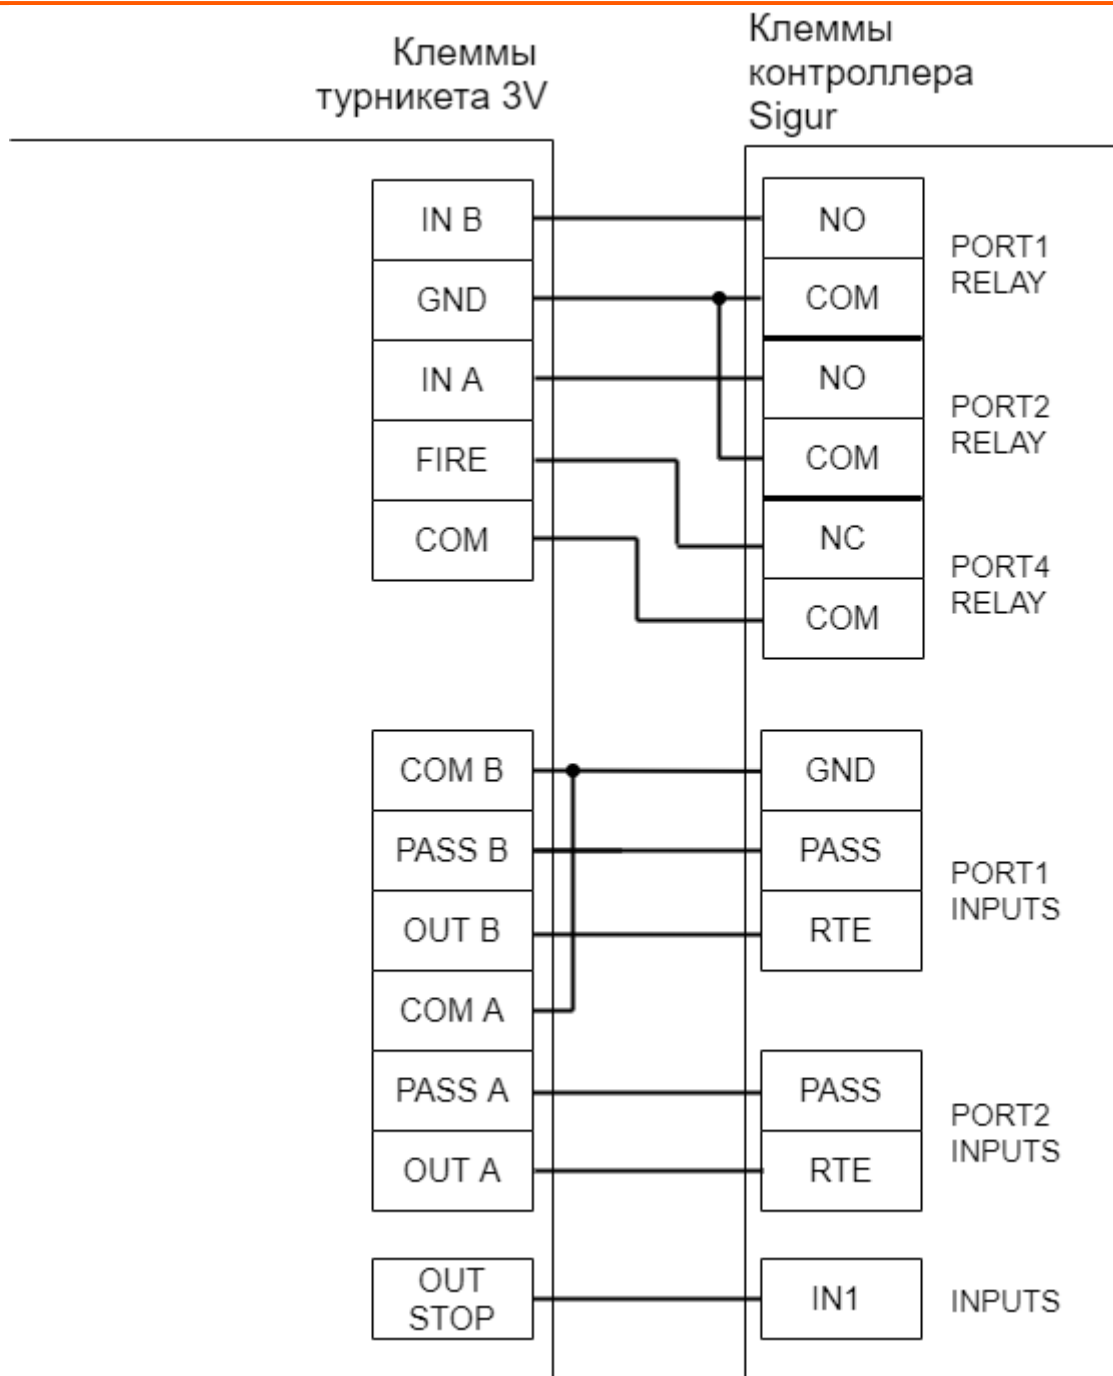 Клеммы
турникета 3V
Клеммы
контроллера
Sigur
IN B
GND
IN A
FIRE
COM
NO
COM
NO
COM
NC
COM
PORT1
RELAY
PORT2
RELAY
PORT4
RELAY
COM B
PASS B
OUT B
COM A
PASS A
OUT A
GND
PASS
RTE
PORT1
INPUTS
PASS
RTE
PORT2
INPUTS
OUT
STOP
IN1
INPUTS